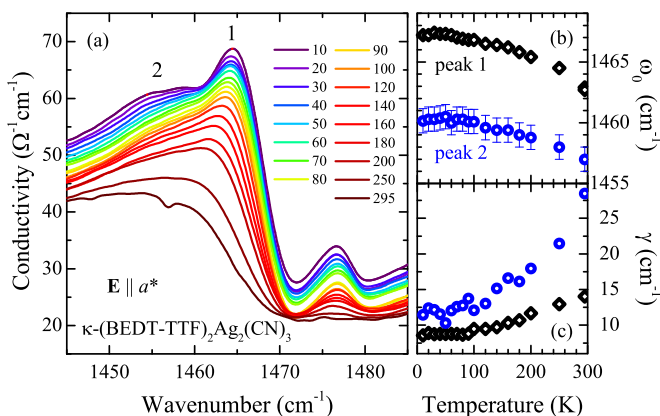 (a)
1
2
10 90
20 100
30 120
40 140
50 160
60 180
70 200
80 250
295
E || a*
κ-(BEDT-TTF)₂Ag₂(CN)₃
70
60
50
40
30
20
Conductivity (Ω⁻¹cm⁻¹)
1450 1460 1470 1480
Wavenumber (cm⁻¹)
(b)
peak 1
peak 2
1465
1460
1455
ω₀ (cm⁻¹)
(c)
25
20
15
10
γ (cm⁻¹)
0 100 200 300
Temperature (K)